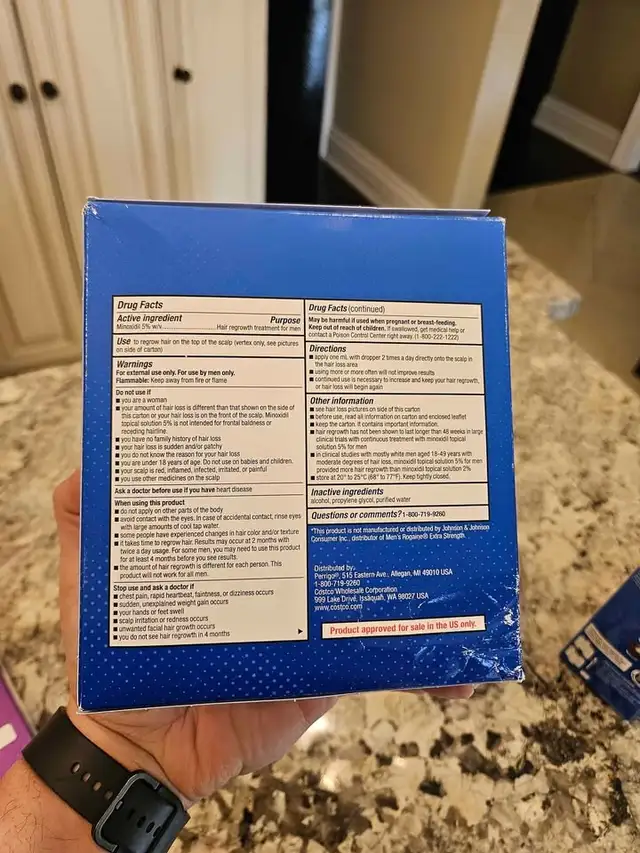 Drug Facts
Active ingredient Purpose
Minoxidil 5% w/v.......................Hair regrowth treatment for men
Use to regrow hair on the top of the scalp (vertex only, see pictures
on side of carton)
Warnings
For external use only. For use by men only.
Flammable: Keep away from fire or flame
Do not use if
■ you are a woman
■ your amount of hair loss is different than that shown on the side of
this carton or your hair loss is on the front of the scalp. Minoxidil
topical solution 5% is not intended for frontal baldness or
receding hairline.
■ you have no family history of hair loss
■ your hair loss is sudden and/or patchy
■ you do not know the reason for your hair loss
■ you are under 18 years of age. Do not use on babies and children.
■ your scalp is red, inflamed, infected, irritated, or painful
■ you use other medicines on the scalp
Ask a doctor before use if you have heart disease
When using this product
■ do not apply on other parts of the body
■ avoid contact with the eyes. In case of accidental contact, rinse eyes
with large amounts of cool tap water.
■ some people have experienced changes in hair color and/or texture
■ it takes time to regrow hair. Results may occur at 2 months with
twice a day usage. For some men, you may need to use this product
for at least 4 months before you see results.
■ the amount of hair regrowth is different for each person. This
product will not work for all men.
Stop use and ask a doctor if
■ chest pain, rapid heartbeat, faintness, or dizziness occurs
■ sudden, unexplained weight gain occurs
■ your hands or feet swell
■ scalp irritation or redness occurs
■ unwanted facial hair growth occurs
■ you do not see hair regrowth in 4 months
Drug Facts (continued)
May be harmful if used when pregnant or breast-feeding.
Keep out of reach of children. If swallowed, get medical help or
contact a Poison Control Center right away. (1-800-222-1222)
Directions
■ apply one mL with dropper 2 times a day directly onto the scalp in
the hair loss area
■ using more or more often will not improve results
■ continued use is necessary to increase and keep your hair regrowth,
or hair loss will begin again
Other information
■ see hair loss pictures on side of this carton
■ before use, read all information on carton and enclosed leaflet
■ keep the carton. It contains important information.
■ hair regrowth has not been shown to last longer than 48 weeks in large
clinical trials with continuous treatment with minoxidil topical
solution 5% for men
■ in clinical studies with mostly white men aged 18-49 years with
moderate degrees of hair loss, minoxidil topical solution 5% for men
provided more hair regrowth than minoxidil topical solution 2%
■ store at 20° to 25°C (68° to 77°F). Keep tightly closed.
Inactive ingredients
alcohol, propylene glycol, purified water
Questions or comments? 1-800-719-9260
*This product is not manufactured or distributed by Johnson & Johnson
Consumer Inc., distributor of Men's Rogaine® Extra Strength.
Distributed by:
Perrigo®, 515 Eastern Ave., Allegan, MI 49010 USA
1-800-719-9260
Costco Wholesale Corporation
999 Lake Drive, Issaquah, WA 98027 USA
www.costco.com
Product approved for sale in the US only.